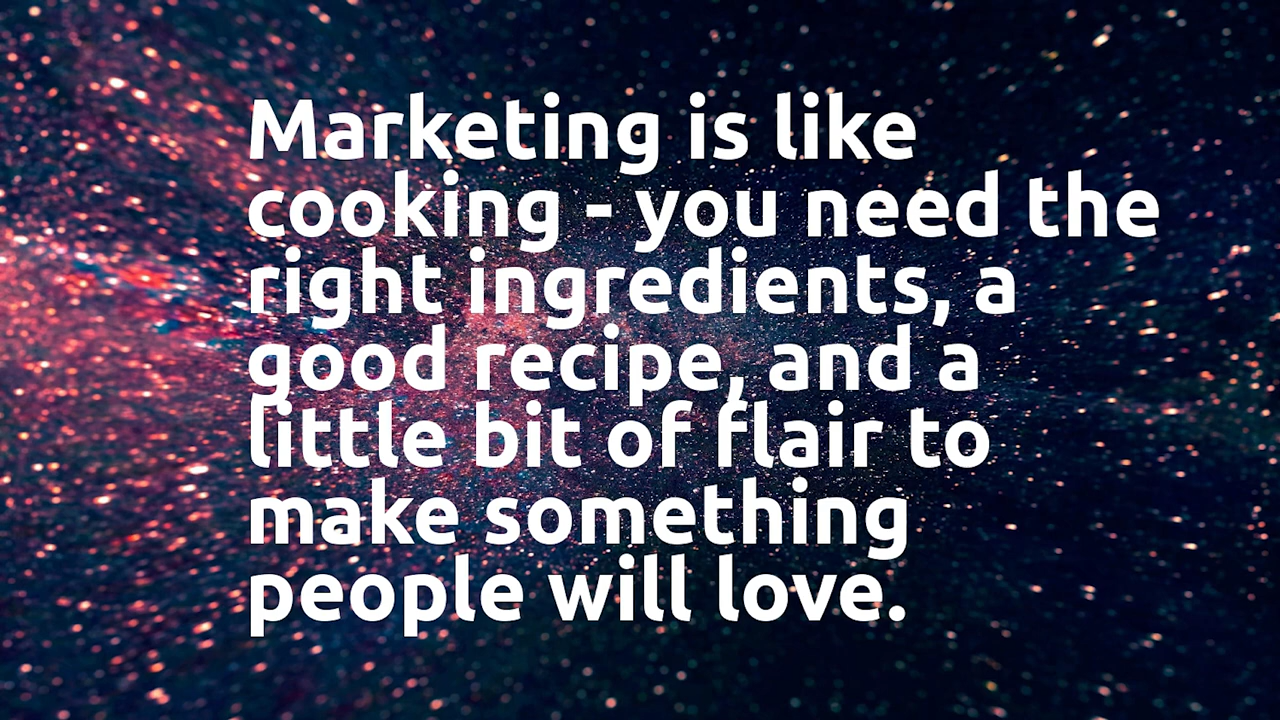 Marketing is like
cooking - you need the
right ingredients, a
good recipe, and a
little bit of flair to
make something
people will love.